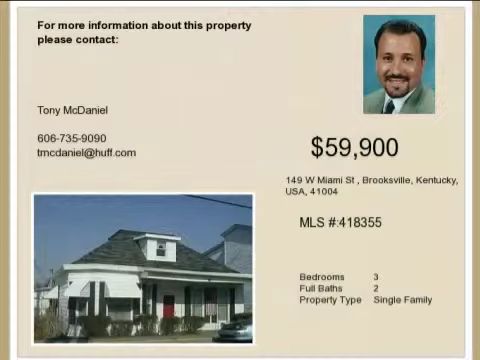 For more information about this property
please contact:
Tony McDaniel
606-735-9090
tmcdaniel@huff.com
$59,900
149 W Miami St , Brooksville, Kentucky,
USA, 41004
MLS #:418355
Bedrooms 3
Full Baths 2
Property Type Single Family